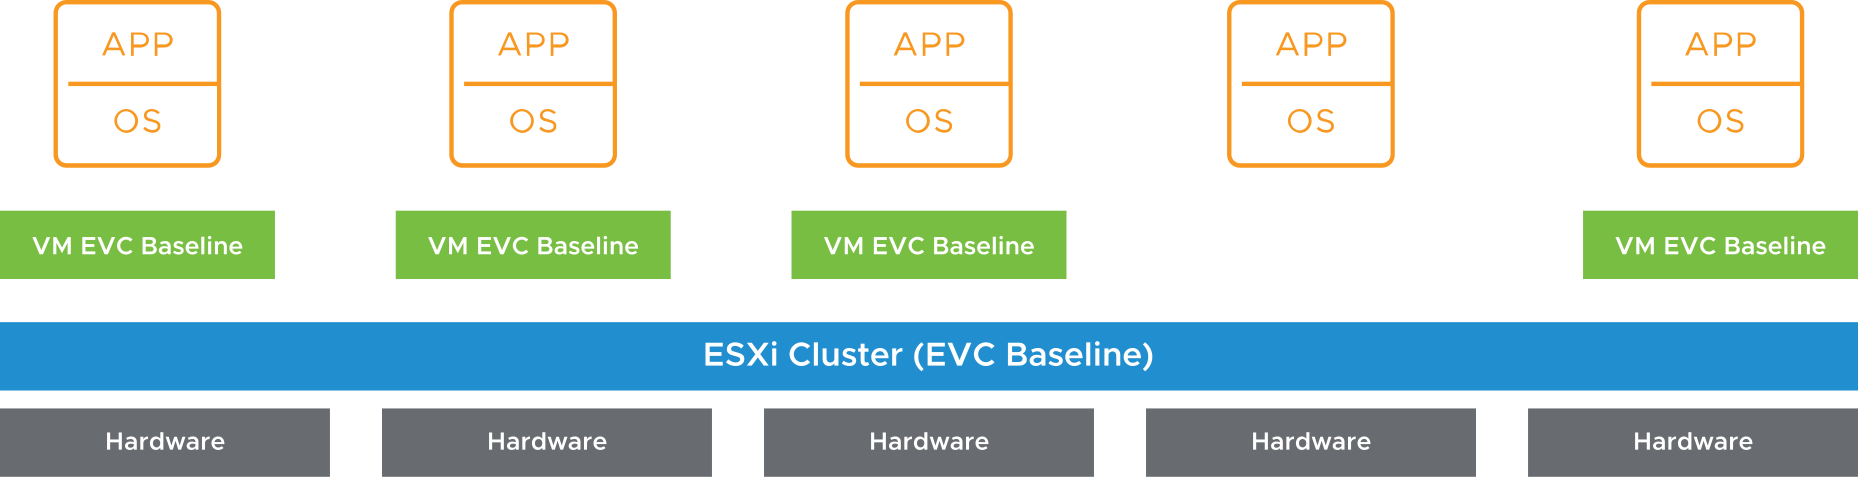 APP
APP
APP
APP
APP
OS
OS
OS
OS
OS
VM EVC Baseline
VM EVC Baseline
VM EVC Baseline
VM EVC Baseline
ESXi Cluster (EVC Baseline)
Hardware
Hardware
Hardware
Hardware
Hardware